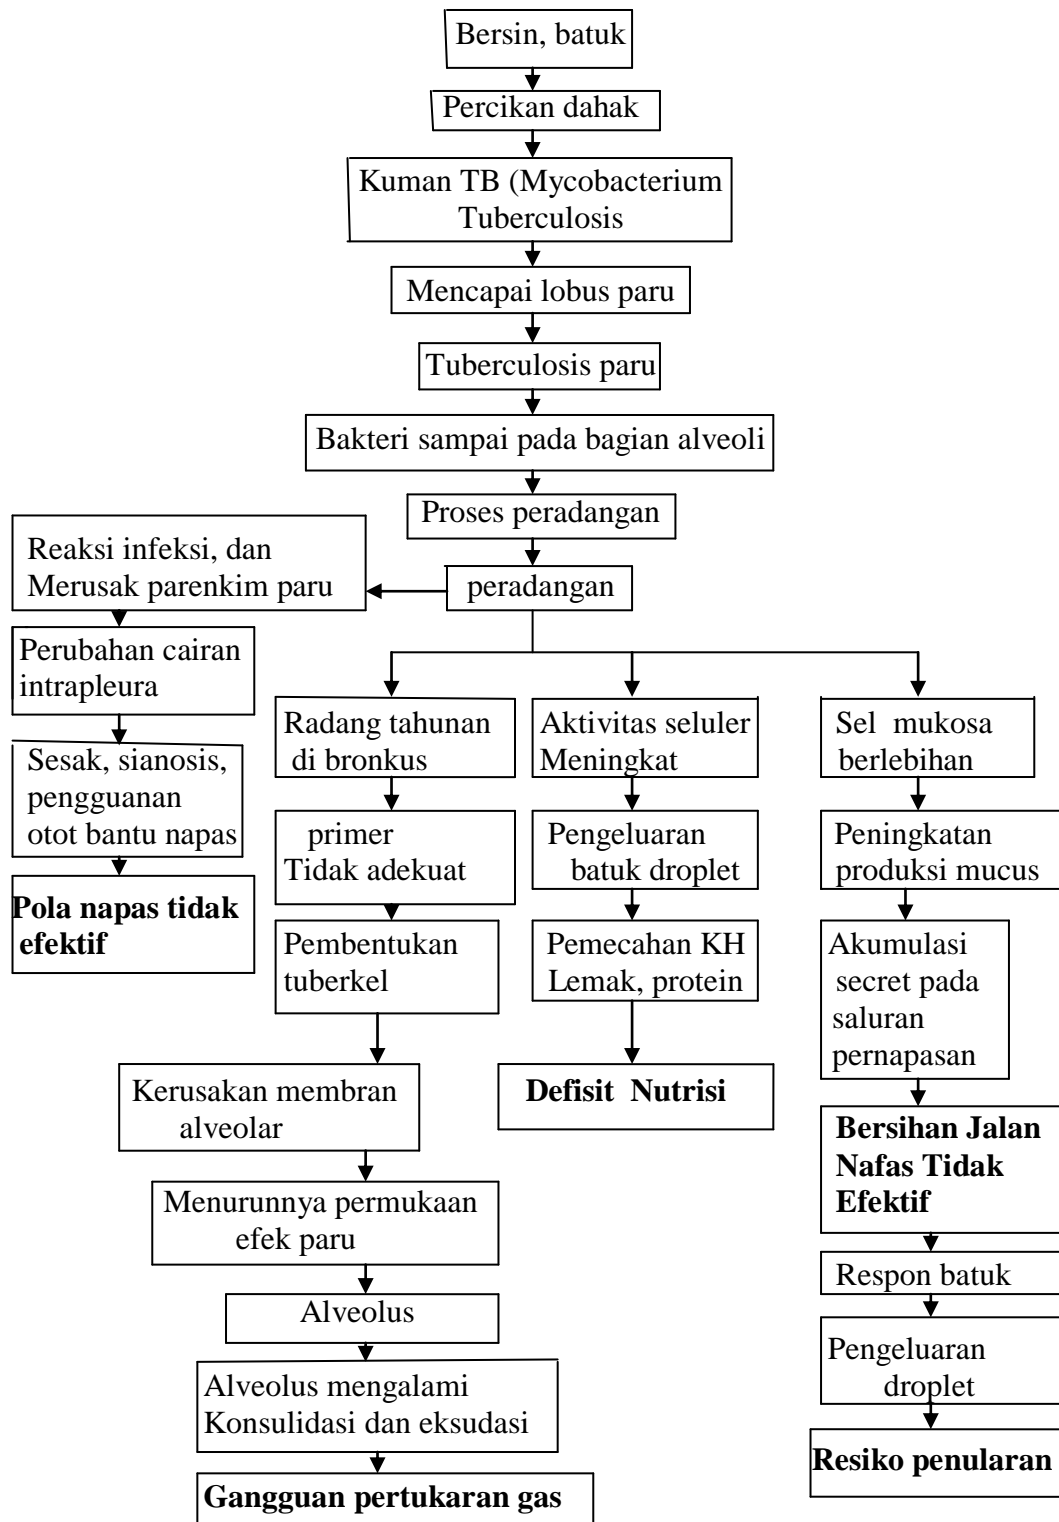 Bersin, batuk
Percikan dahak
Kuman TB (Mycobacterium
Tuberculosis
Mencapai lobus paru
Tuberculosis paru
Bakteri sampai pada bagian alveoli
Proses peradangan
peradangan
Reaksi infeksi, dan
Merusak parenkim paru
Perubahan cairan
intrapleura
Sesak, sianosis,
pengguanan
otot bantu napas
Pola napas tidak
efektif
Radang tahunan
di bronkus
primer
Tidak adekuat
Pembentukan
tuberkel
Kerusakan membran
alveolar
Menurunnya permukaan
efek paru
Alveolus
Alveolus mengalami
Konsulidasi dan eksudasi
Gangguan pertukaran gas
Aktivitas seluler
Meningkat
Pengeluaran
batuk droplet
Pemecahan KH
Lemak, protein
Defisit Nutrisi
Sel mukosa
berlebihan
Peningkatan
produksi mucus
Akumulasi
secret pada
saluran
pernapasan
Bersihan Jalan
Nafas Tidak
Efektif
Respon batuk
Pengeluaran
droplet
Resiko penularan